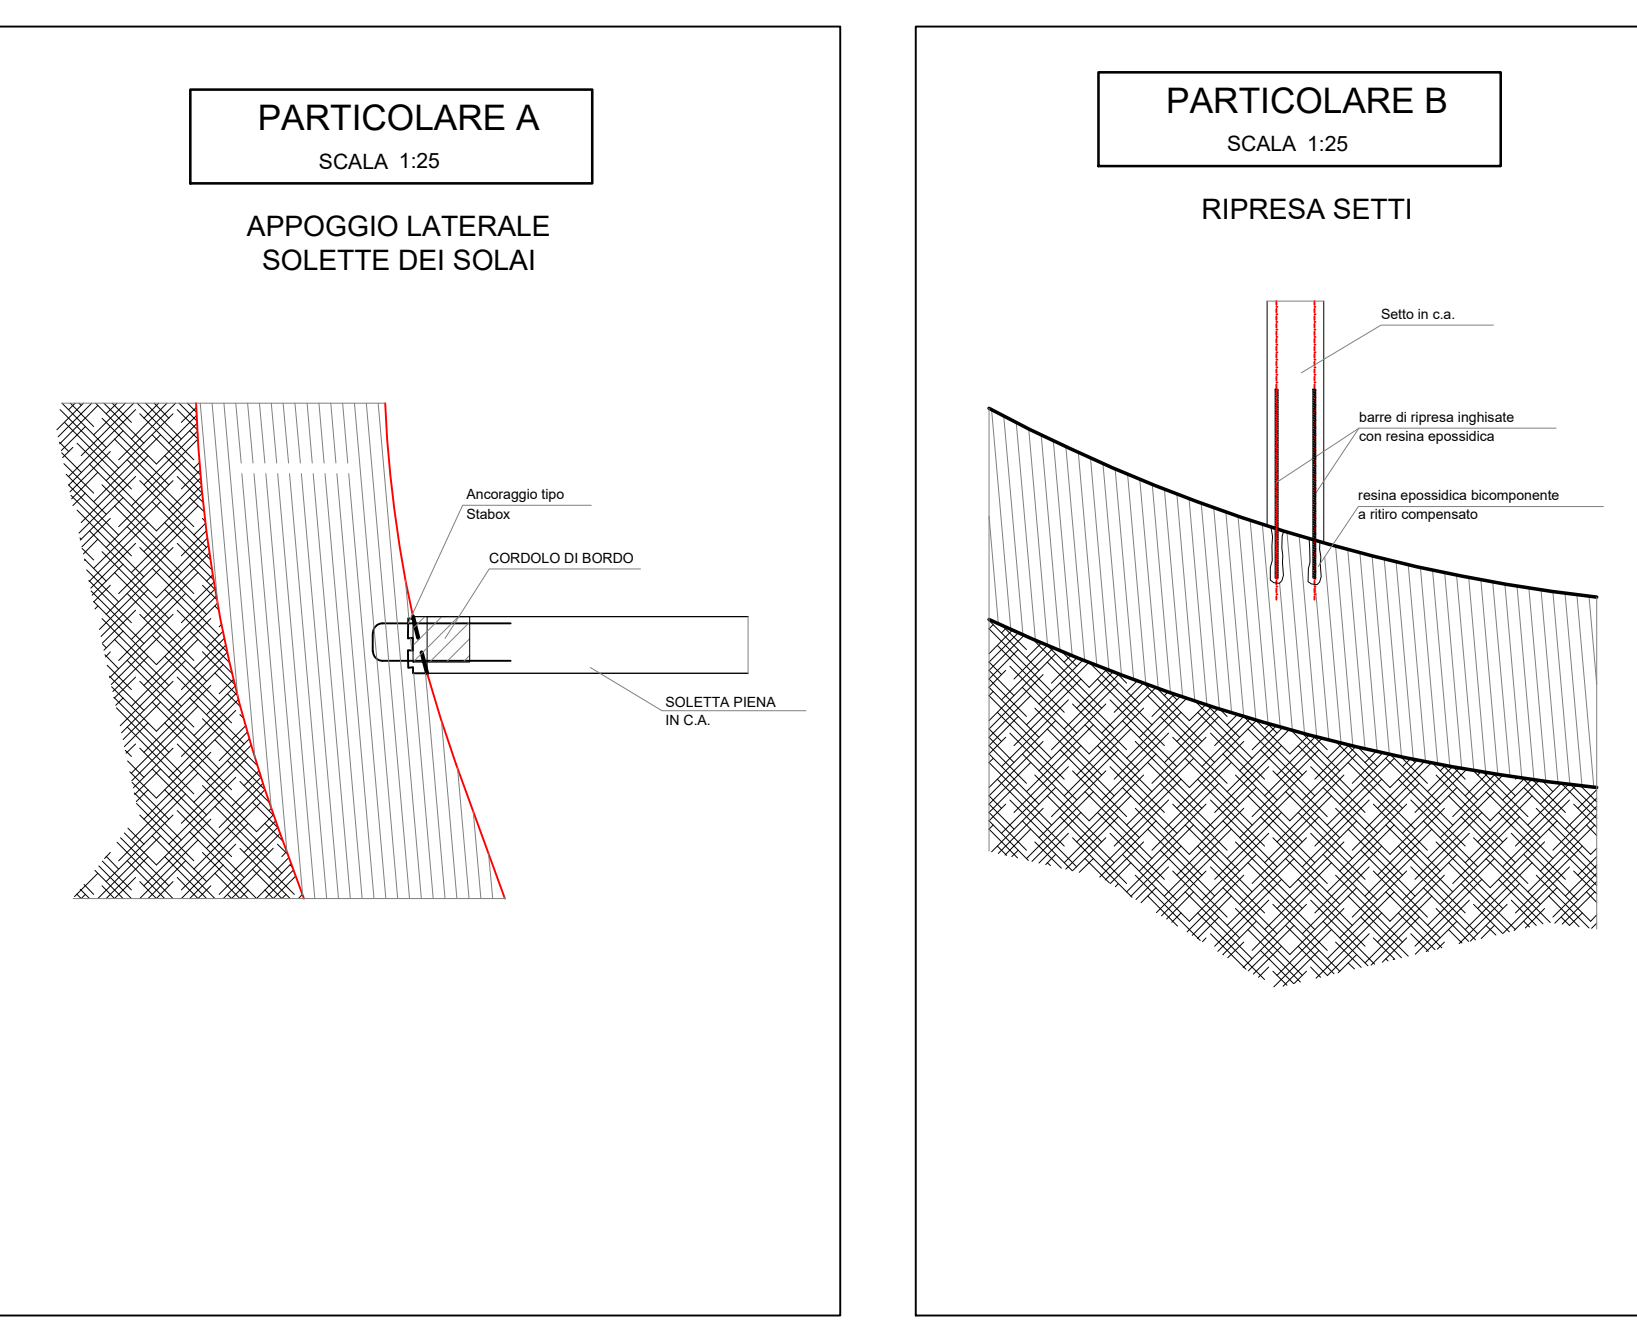 PARTICOLARE A
SCALA 1:25
APPOGGIO LATERALE
SOLETTE DEI SOLAI
Ancoraggio tipo
Stabox
CORDOLO DI BORDO
SOLETTA PIENA
IN C.A.
PARTICOLARE B
SCALA 1:25
RIPRESA SETTI
Setto in c.a.
barre di ripresa inghisate
con resina epossidica
resina epossidica bicomponente
a ritiro compensato